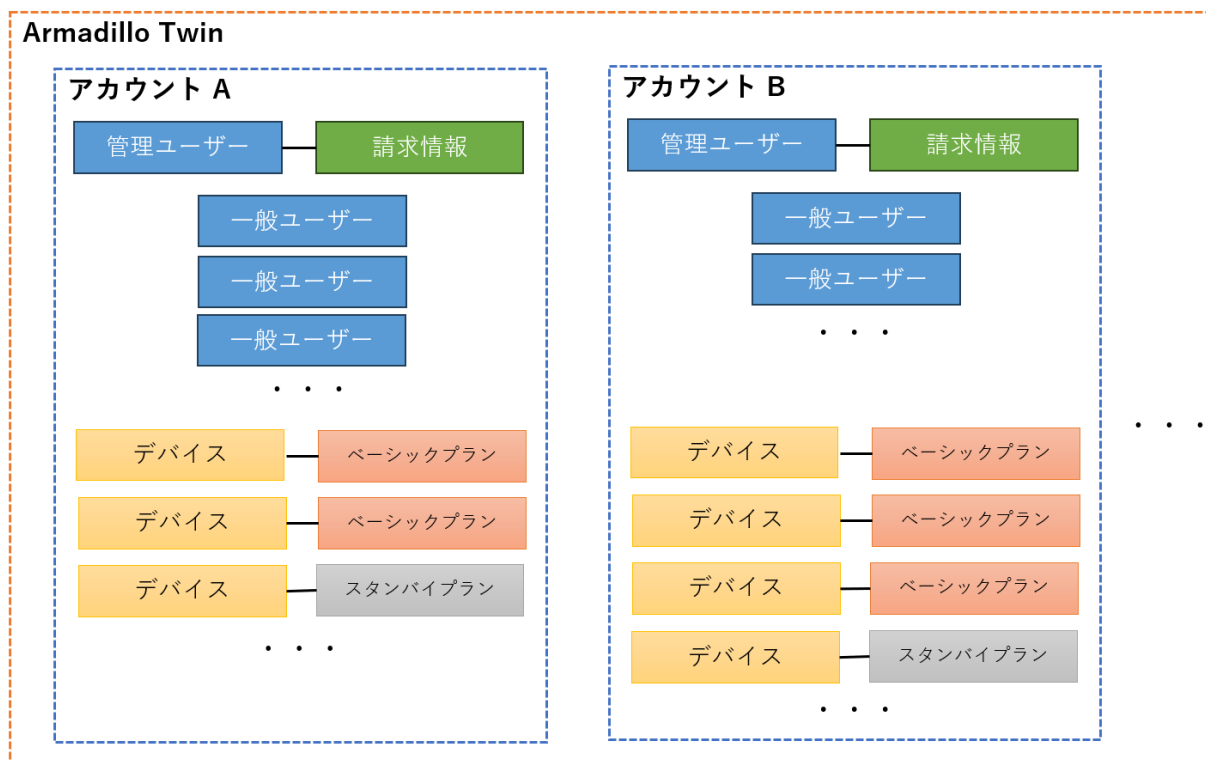 Armadillo Twin
アカウント A
管理ユーザー
請求情報
一般ユーザー
一般ユーザー
一般ユーザー
・・・
デバイス
ベーシックプラン
デバイス
ベーシックプラン
デバイス
スタンバイプラン
・・・
アカウント B
管理ユーザー
請求情報
一般ユーザー
一般ユーザー
・・・
デバイス
ベーシックプラン
デバイス
ベーシックプラン
デバイス
ベーシックプラン
デバイス
スタンバイプラン
・・・
・・・